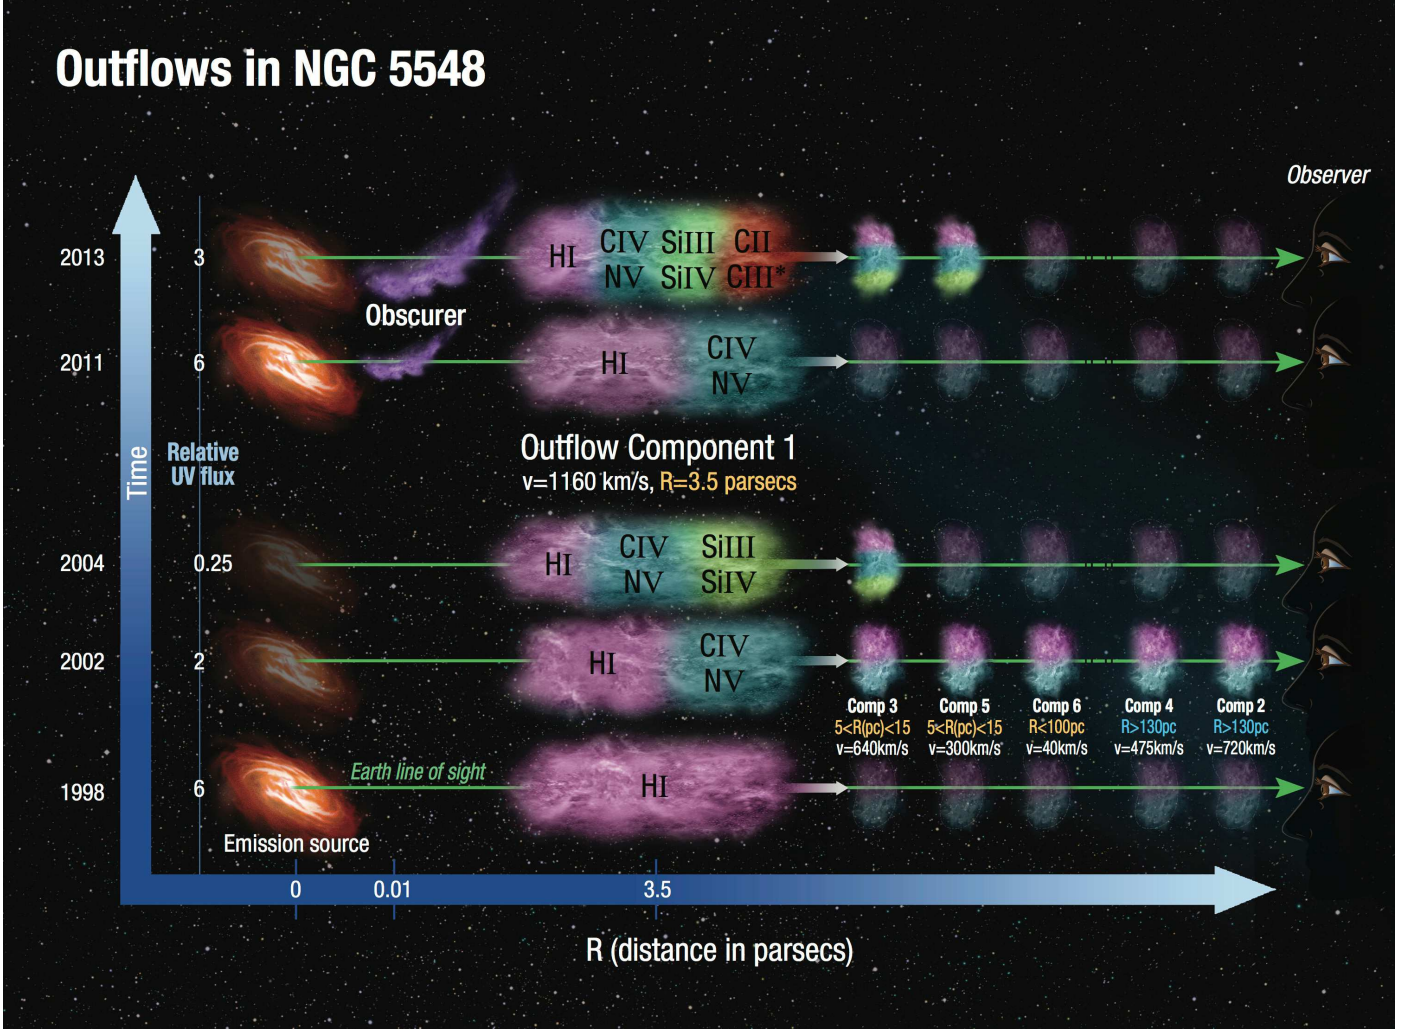 Outflows in NGC 5548
Observer
2013
3
HI
CIV
NV
SiIII
SiIV
CII
CIII*
Obscurer
2011
6
HI
CIV
NV
Time
Relative
UV flux
Outflow Component 1
v=1160 km/s, R=3.5 parsecs
2004
0.25
HI
CIV
NV
SiIII
SiIV
2002
2
HI
CIV
NV
Comp 3
5<R(pc)<15
v=640km/s
Comp 5
5<R(pc)<15
v=300km/s
Comp 6
R<100pc
v=40km/s
Comp 4
R>130pc
v=475km/s
Comp 2
R>130pc
v=720km/s
1998
6
Earth line of sight
HI
Emission source
0
0.01
3.5
R (distance in parsecs)